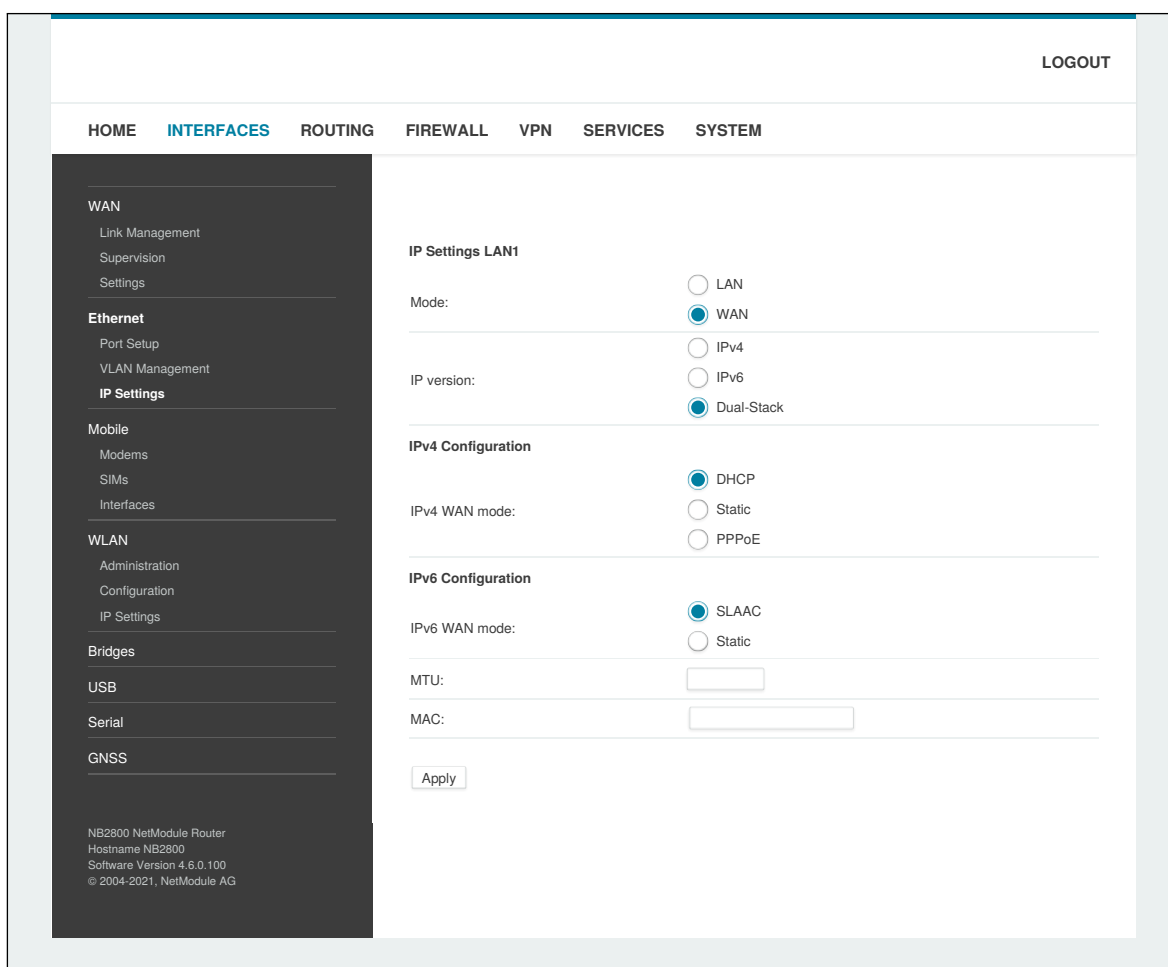 LOGOUT
HOME INTERFACES ROUTING FIREWALL VPN SERVICES SYSTEM
WAN
Link Management
Supervision
Settings
Ethernet
Port Setup
VLAN Management
IP Settings
Mobile
Modems
SIMs
Interfaces
WLAN
Administration
Configuration
IP Settings
Bridges
USB
Serial
GNSS
NB2800 NetModule Router
Hostname NB2800
Software Version 4.6.0.100
© 2004-2021, NetModule AG
IP Settings LAN1
Mode:
LAN
WAN
IP version:
IPv4
IPv6
Dual-Stack
IPv4 Configuration
IPv4 WAN mode:
DHCP
Static
PPPoE
IPv6 Configuration
IPv6 WAN mode:
SLAAC
Static
MTU:
MAC:
Apply